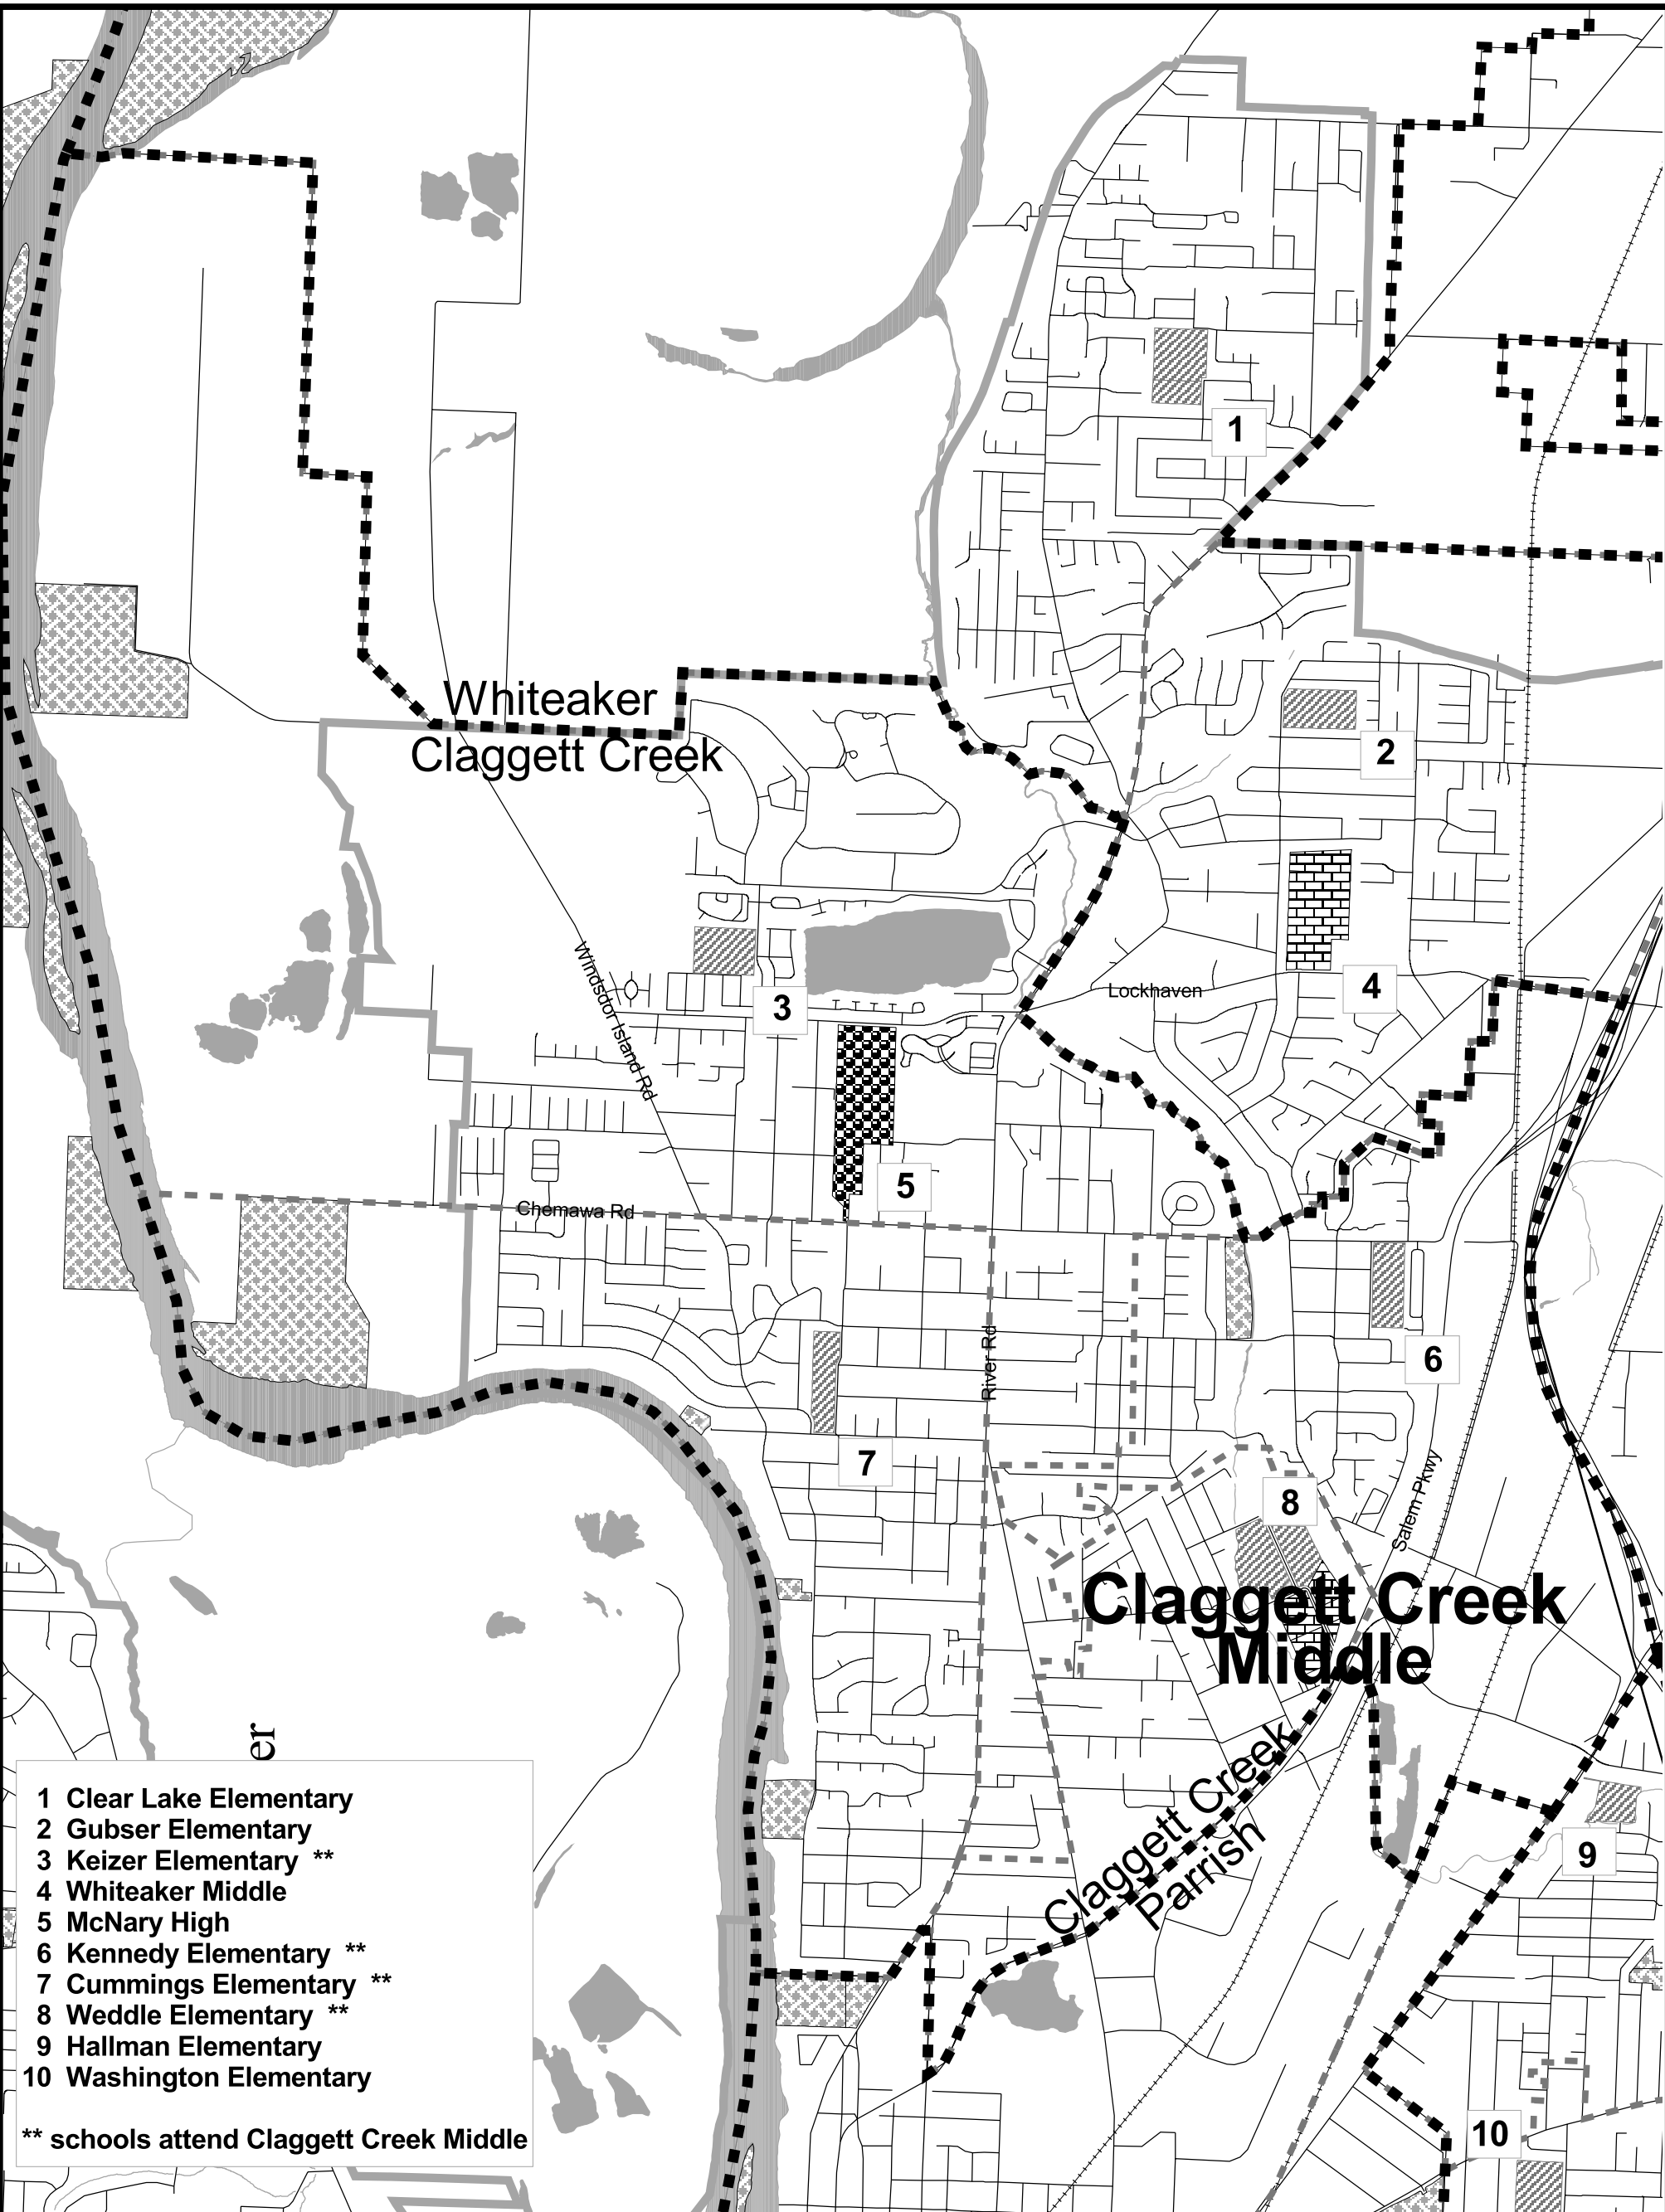 1
Whiteaker
Claggett Creek
2
Lockhaven
4
3
Windsor Island Rd
5
Chemawa Rd
River Rd
6
7
8
Salem Pkwy
Claggett Creek
Middle
Claggett Creek
Parrish
er
9
10
1 Clear Lake Elementary
2 Gubser Elementary
3 Keizer Elementary **
4 Whiteaker Middle
5 McNary High
6 Kennedy Elementary **
7 Cummings Elementary **
8 Weddle Elementary **
9 Hallman Elementary
10 Washington Elementary
** schools attend Claggett Creek Middle